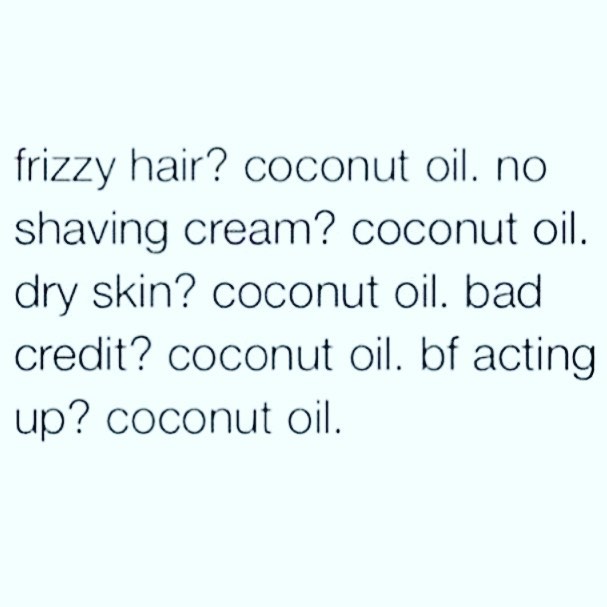 frizzy hair? coconut oil. no
shaving cream? coconut oil.
dry skin? coconut oil. bad
credit? coconut oil. bf acting
up? coconut oil.